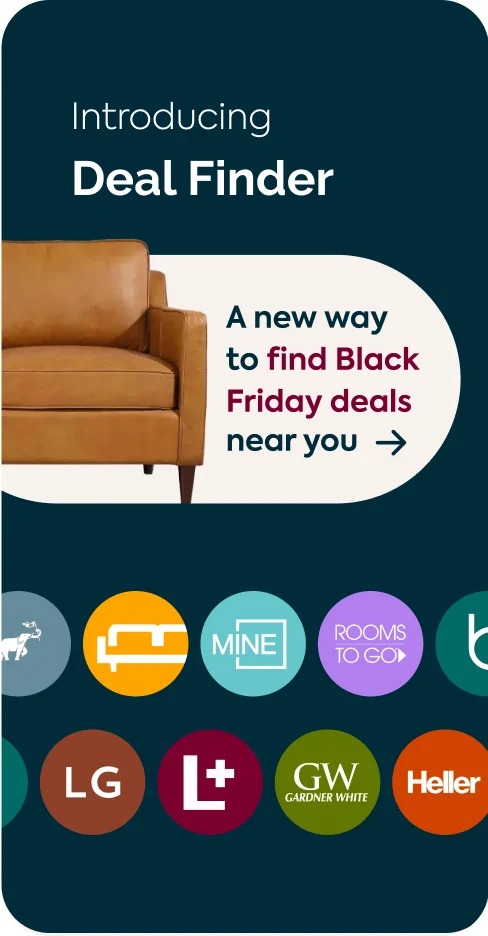 Introducing
Deal Finder
A new way
to find Black
Friday deals
near you →
MINE
ROOMS
TO GO
LG
L+
GW
GARDNER WHITE
Heller